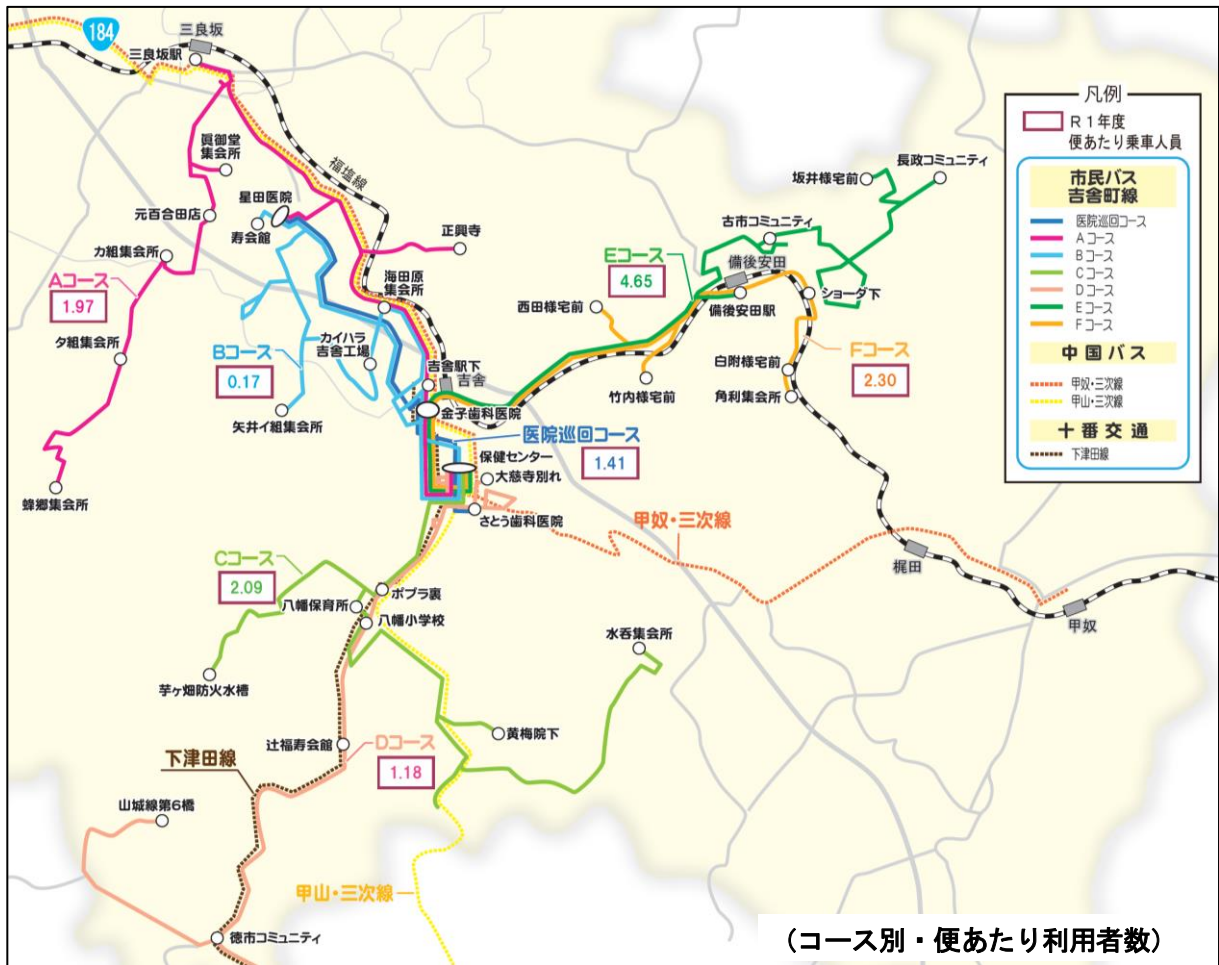 184
三良坂
三良坂駅
眞御堂
集会所
福塩線
星田医院
寿会館
元百合田店
正興寺
カ組集会所
海田原
集会所
Aコース
1.97
タ組集会所
カイハラ
吉舎工場
Bコース
0.17
矢井イ組集会所
吉舎駅下
吉舎
金子歯科医院
蜂郷集会所
医院巡回コース
1.41
保健センター
大慈寺別れ
さとう歯科医院
坂井様宅前
長政コミュニティ
古市コミュニティ
Eコース
4.65
備後安田
西田様宅前
備後安田駅
ショーダ下
竹内様宅前
白附様宅前
Fコース
2.30
角利集会所
甲奴・三次線
梶田
甲奴
Cコース
2.09
ポプラ裏
八幡保育所
八幡小学校
水呑集会所
芋ヶ畑防火水槽
黄梅院下
辻福寿会館
Dコース
1.18
下津田線
山城線第6橋
甲山・三次線
徳市コミュニティ
凡例
R1年度
便あたり乗車人員
市民バス
吉舎町線
医院巡回コース
Aコース
Bコース
Cコース
Dコース
Eコース
Fコース
中国バス
甲奴・三次線
甲山・三次線
十番交通
下津田線
（コース別・便あたり利用者数）